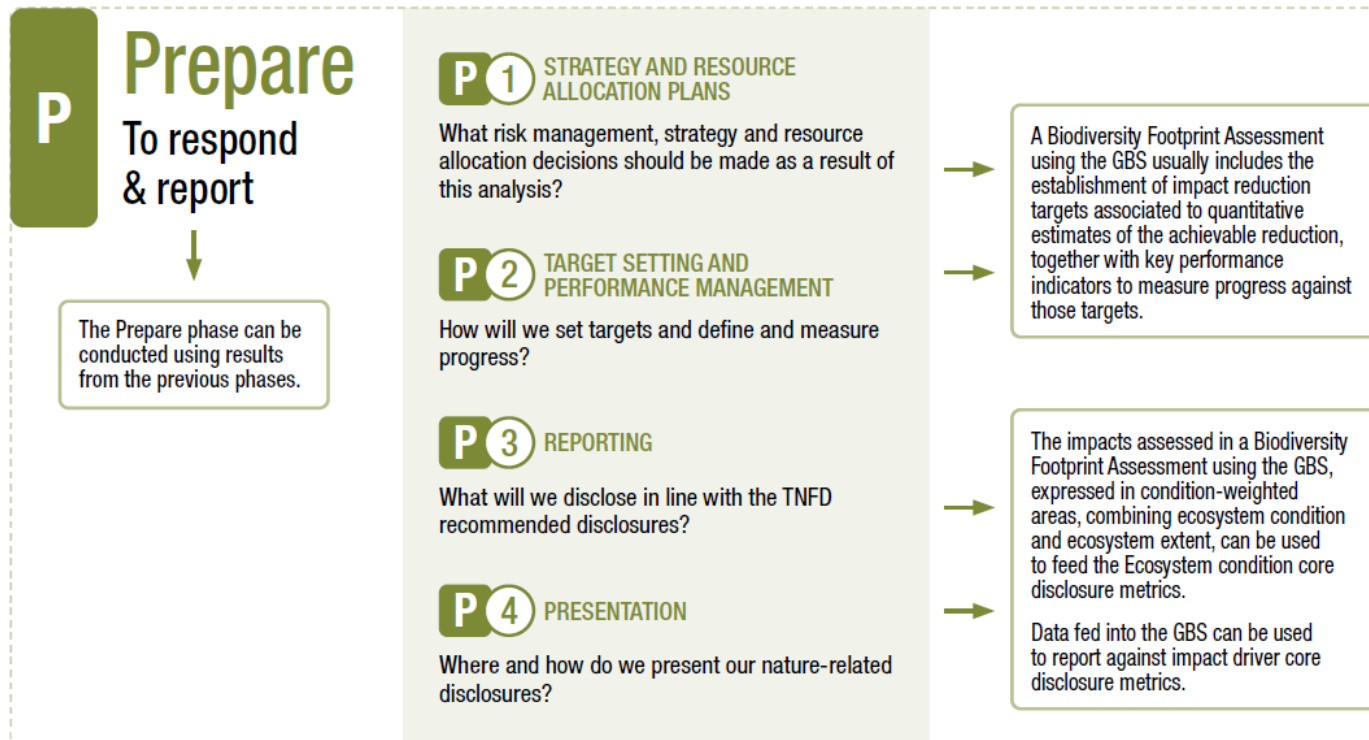 P
Prepare
To respond
& report
The Prepare phase can be
conducted using results
from the previous phases.
P 1 STRATEGY AND RESOURCE
ALLOCATION PLANS
What risk management, strategy and resource
allocation decisions should be made as a result of
this analysis?
P 2 TARGET SETTING AND
PERFORMANCE MANAGEMENT
How will we set targets and define and measure
progress?
P 3 REPORTING
What will we disclose in line with the TNFD
recommended disclosures?
P 4 PRESENTATION
Where and how do we present our nature-related
disclosures?
A Biodiversity Footprint Assessment
using the GBS usually includes the
establishment of impact reduction
targets associated to quantitative
estimates of the achievable reduction,
together with key performance
indicators to measure progress against
those targets.
The impacts assessed in a Biodiversity
Footprint Assessment using the GBS,
expressed in condition-weighted
areas, combining ecosystem condition
and ecosystem extent, can be used
to feed the Ecosystem condition core
disclosure metrics.
Data fed into the GBS can be used
to report against impact driver core
disclosure metrics.